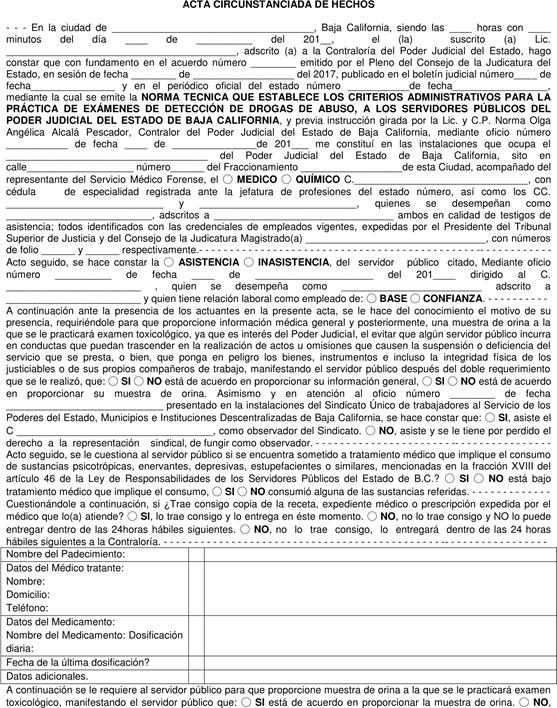 ACTA CIRCUNSTANCIADA DE HECHOS
- - - En la ciudad de ____________________________________, Baja California, siendo las ____ horas con ____
minutos del día ____ de __________ del 201__, el (la) suscrito (a) Lic.
________________________________________, adscrito (a) a la Contraloría del Poder Judicial del Estado, hago
constar que con fundamento en el acuerdo número ________ emitido por el Pleno del Consejo de la Judicatura del
Estado, en sesión de fecha ________ de __________________ del 2017, publicado en el boletín judicial número____ de
fecha_______________ y en el periódico oficial del estado número __________de fecha________________,
mediante la cual se emite la NORMA TECNICA QUE ESTABLECE LOS CRITERIOS ADMINISTRATIVOS PARA LA
PRÁCTICA DE EXÁMENES DE DETECCIÓN DE DROGAS DE ABUSO, A LOS SERVIDORES PÚBLICOS DEL
PODER JUDICIAL DEL ESTADO DE BAJA CALIFORNIA, y previa instrucción girada por la Lic. y C.P. Norma Olga
Angélica Alcalá Pescador, Contralor del Poder Judicial del Estado de Baja California, mediante oficio número
__________ de fecha ____ de __________de 201___ me constituí en las instalaciones que ocupa el
____________________________ del Poder Judicial del Estado de Baja California, sito en
calle__________________ número______ del Fraccionamiento __________________de esta Ciudad, acompañado del
representante del Servicio Médico Forense, el ○ MEDICO ○ QUÍMICO C.______________________________, con
cédula de especialidad registrada ante la jefatura de profesiones del estado número, así como los CC.
____________________________ y ______________________, quienes se desempeñan como
__________________________, adscritos a __________________________ ambos en calidad de testigos de
asistencia; todos identificados con las credenciales de empleados vigentes, expedidas por el Presidente del Tribunal
Superior de Justicia y del Consejo de la Judicatura Magistrado(a) ______________________________, con números
de folio ______ y ______ respectivamente.- - - - - - - - - - - - - - - - - - - - - - - - - - - - - - - - - - - - - - - - - - - - -
Acto seguido, se hace constar la ○ ASISTENCIA ○ INASISTENCIA, del servidor público citado, Mediante oficio
número __________ de fecha ____ de ______________ del 201____ dirigido al C.
__________________________ , quien se desempeña como ______________ adscrito a
________________________ y quien tiene relación laboral como empleado de: ○ BASE ○ CONFIANZA. - - - - - - - - - -
A continuación ante la presencia de los actuantes en la presente acta, se le hace del conocimiento el motivo de su
presencia, requiriéndole para que proporcione información médica general y posteriormente, una muestra de orina a la
que se le practicará examen toxicológico, ya que es interés del Poder Judicial, el evitar que algún servidor público incurra
en conductas que puedan trascender en la realización de actos u omisiones que causen la suspensión o deficiencia del
servicio que se presta, o bien, que ponga en peligro los bienes, instrumentos e incluso la integridad física de los
justiciables o de sus propios compañeros de trabajo, manifestando el servidor público después del doble requerimiento
que se le realizó, que: ○ SI ○ NO está de acuerdo en proporcionar su información general, ○ SI ○ NO está de acuerdo
en proporcionar su muestra de orina. Asimismo y en atención al oficio número ________ de fecha
____________________________ presentado en la instalaciones del Sindicato Único de trabajadores al Servicio de los
Poderes del Estado, Municipios e Instituciones Descentralizadas de Baja California, se hace constar que: ○ SI, asiste el
C ______________________________, como observador del Sindicato. ○ NO, asiste y se le tiene por perdido el
derecho a la representación sindical, de fungir como observador. - - - - - - - - - - - - - - - - - - - - - - - - - - - - - -
Acto seguido, se le cuestiona al servidor público si se encuentra sometido a tratamiento médico que implique el consumo
de sustancias psicotrópicas, enervantes, depresivas, estupefacientes o similares, mencionadas en la fracción XVIII del
artículo 46 de la Ley de Responsabilidades de los Servidores Públicos del Estado de B.C.? ○ SI ○ NO está bajo
tratamiento médico que implique el consumo, ○ SI ○ NO consumió alguna de las sustancias referidas. - - - - - - - - - - - - -
Cuestionándole a continuación, si ¿Trae consigo copia de la receta, expediente médico o prescripción expedida por el
médico que lo(a) atiende? ○ SI, lo trae consigo y lo entrega en éste momento. ○ NO, no lo trae consigo y NO lo puede
entregar dentro de las 24horas hábiles siguientes. ○ NO, no lo trae consigo, lo entregará dentro de las 24 horas
hábiles siguientes a la Contraloría. - - - - - - - - - - - - - - - - - - - - - - - - - - - - - - - - - - - - - - - - - - - - - - - - - - - - - -
Nombre del Padecimiento:
Datos del Médico tratante:
Nombre:
Domicilio:
Teléfono:
Datos del Medicamento:
Nombre del Medicamento: Dosificación
diaria:
Fecha de la última dosificación?
Datos adicionales.
A continuación se le requiere al servidor público para que proporcione muestra de orina a la que se le practicará examen
toxicológico, manifestando el servidor público que: ○ SI está de acuerdo en proporcionar la muestra de orina. ○ NO,